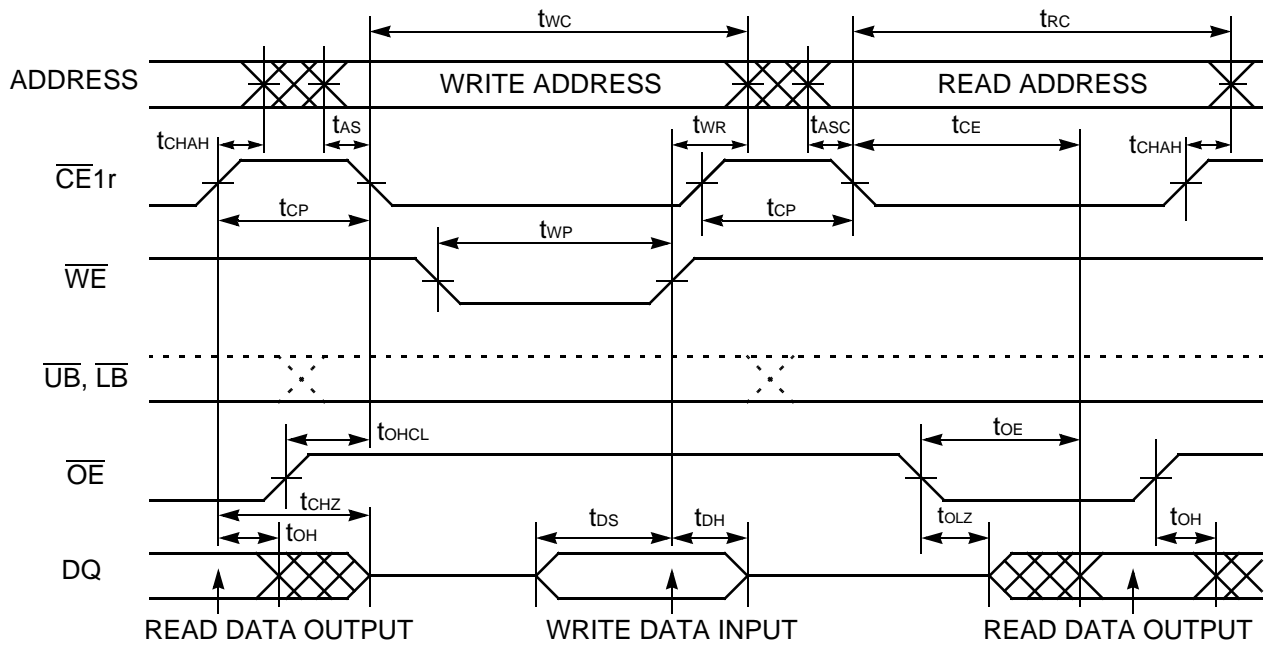 tWC tRC
ADDRESS WRITE ADDRESS READ ADDRESS
tCHAH tAS tWR tASC tCE tCHAH
CE1r tCP tCP
tWP
WE
UB, LB
tOHCL tOE
OE
tCHZ
tOH tDS tDH tOLZ tOH
DQ
READ DATA OUTPUT WRITE DATA INPUT READ DATA OUTPUT